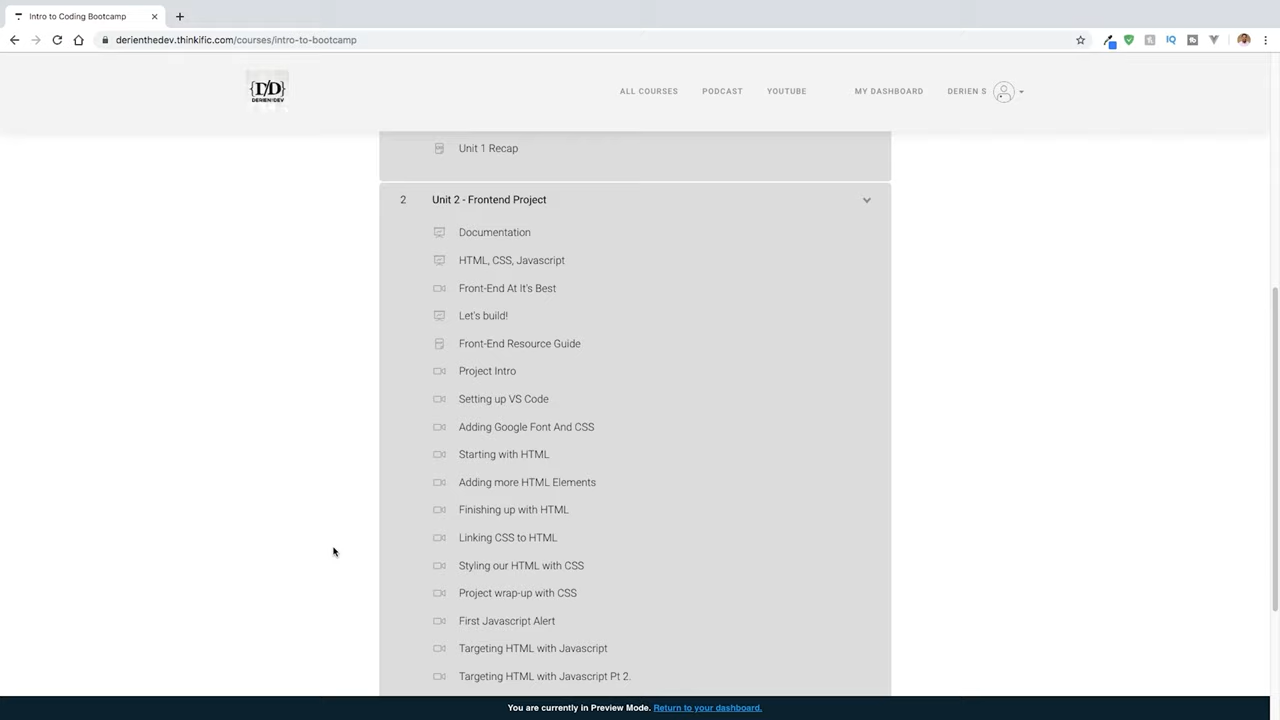 Intro to Coding Bootcamp
derienthedev.thinkific.com/courses/intro-to-bootcamp
{D/D}
DERIENTHEDEV
ALL COURSES
PODCAST
YOUTUBE
MY DASHBOARD
DERIEN S
Unit 1 Recap
2 Unit 2 - Frontend Project
Documentation
HTML, CSS, Javascript
Front-End At It's Best
Let's build!
Front-End Resource Guide
Project Intro
Setting up VS Code
Adding Google Font And CSS
Starting with HTML
Adding more HTML Elements
Finishing up with HTML
Linking CSS to HTML
Styling our HTML with CSS
Project wrap-up with CSS
First Javascript Alert
Targeting HTML with Javascript
Targeting HTML with Javascript Pt 2.
You are currently in Preview Mode. Return to your dashboard.